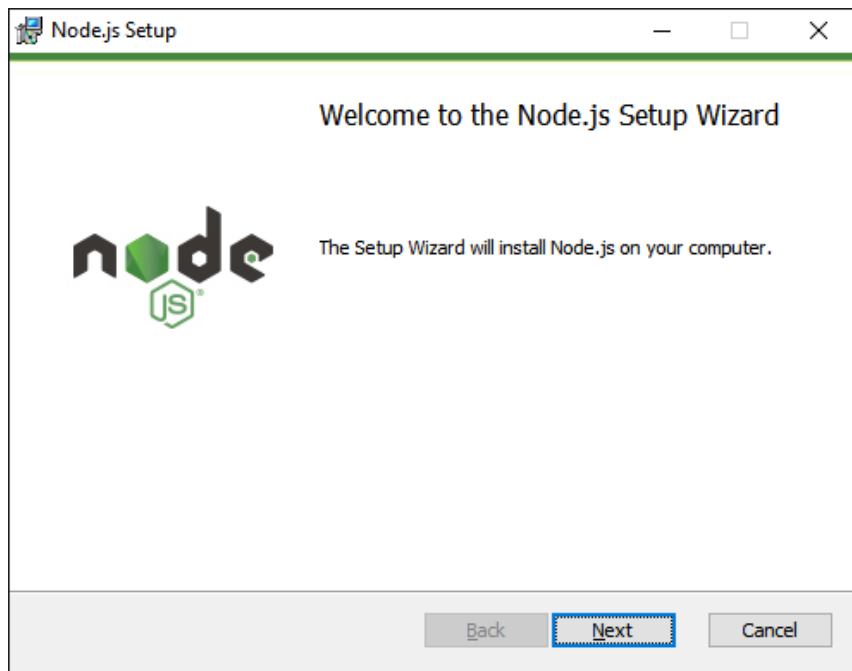 Node.js Setup
Welcome to the Node.js Setup Wizard
node
JS®
The Setup Wizard will install Node.js on your computer.
Back Next Cancel